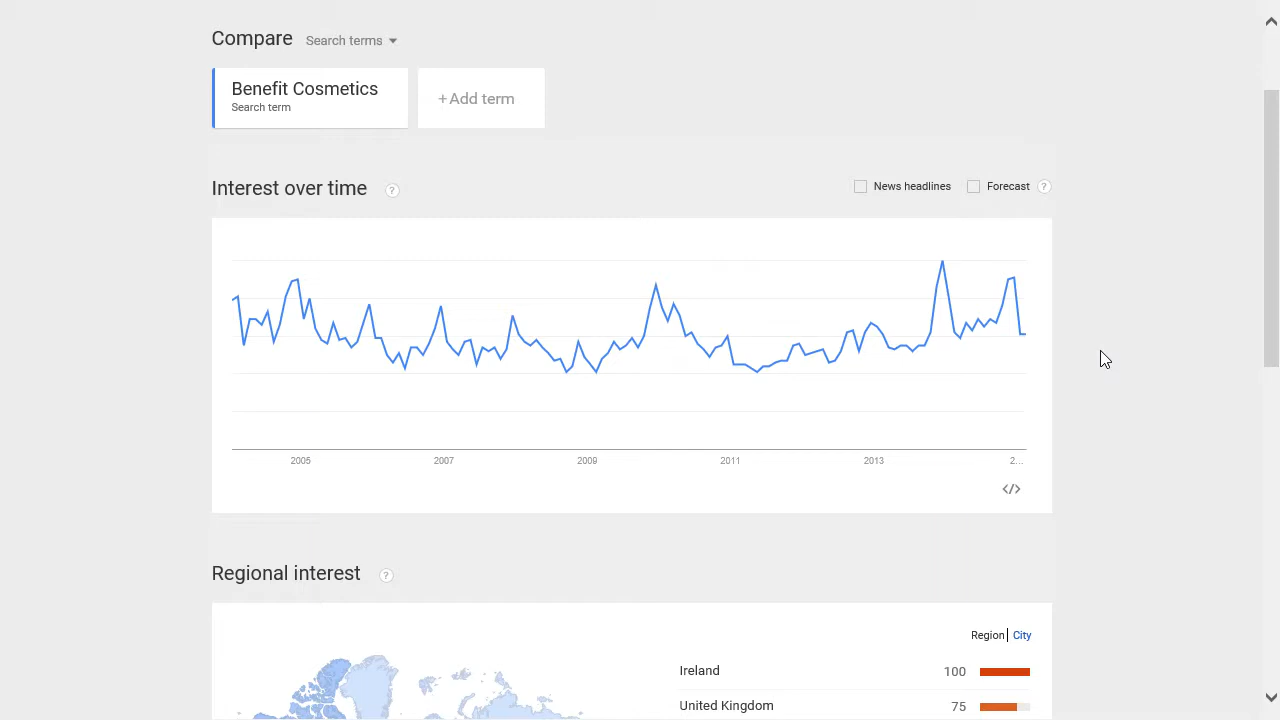 Compare Search terms
Benefit Cosmetics
Search term
+Add term
Interest over time ?
News headlines Forecast ?
2005 2007 2009 2011 2013 2...
</>
Regional interest ?
Region City
Ireland 100
United Kingdom 75